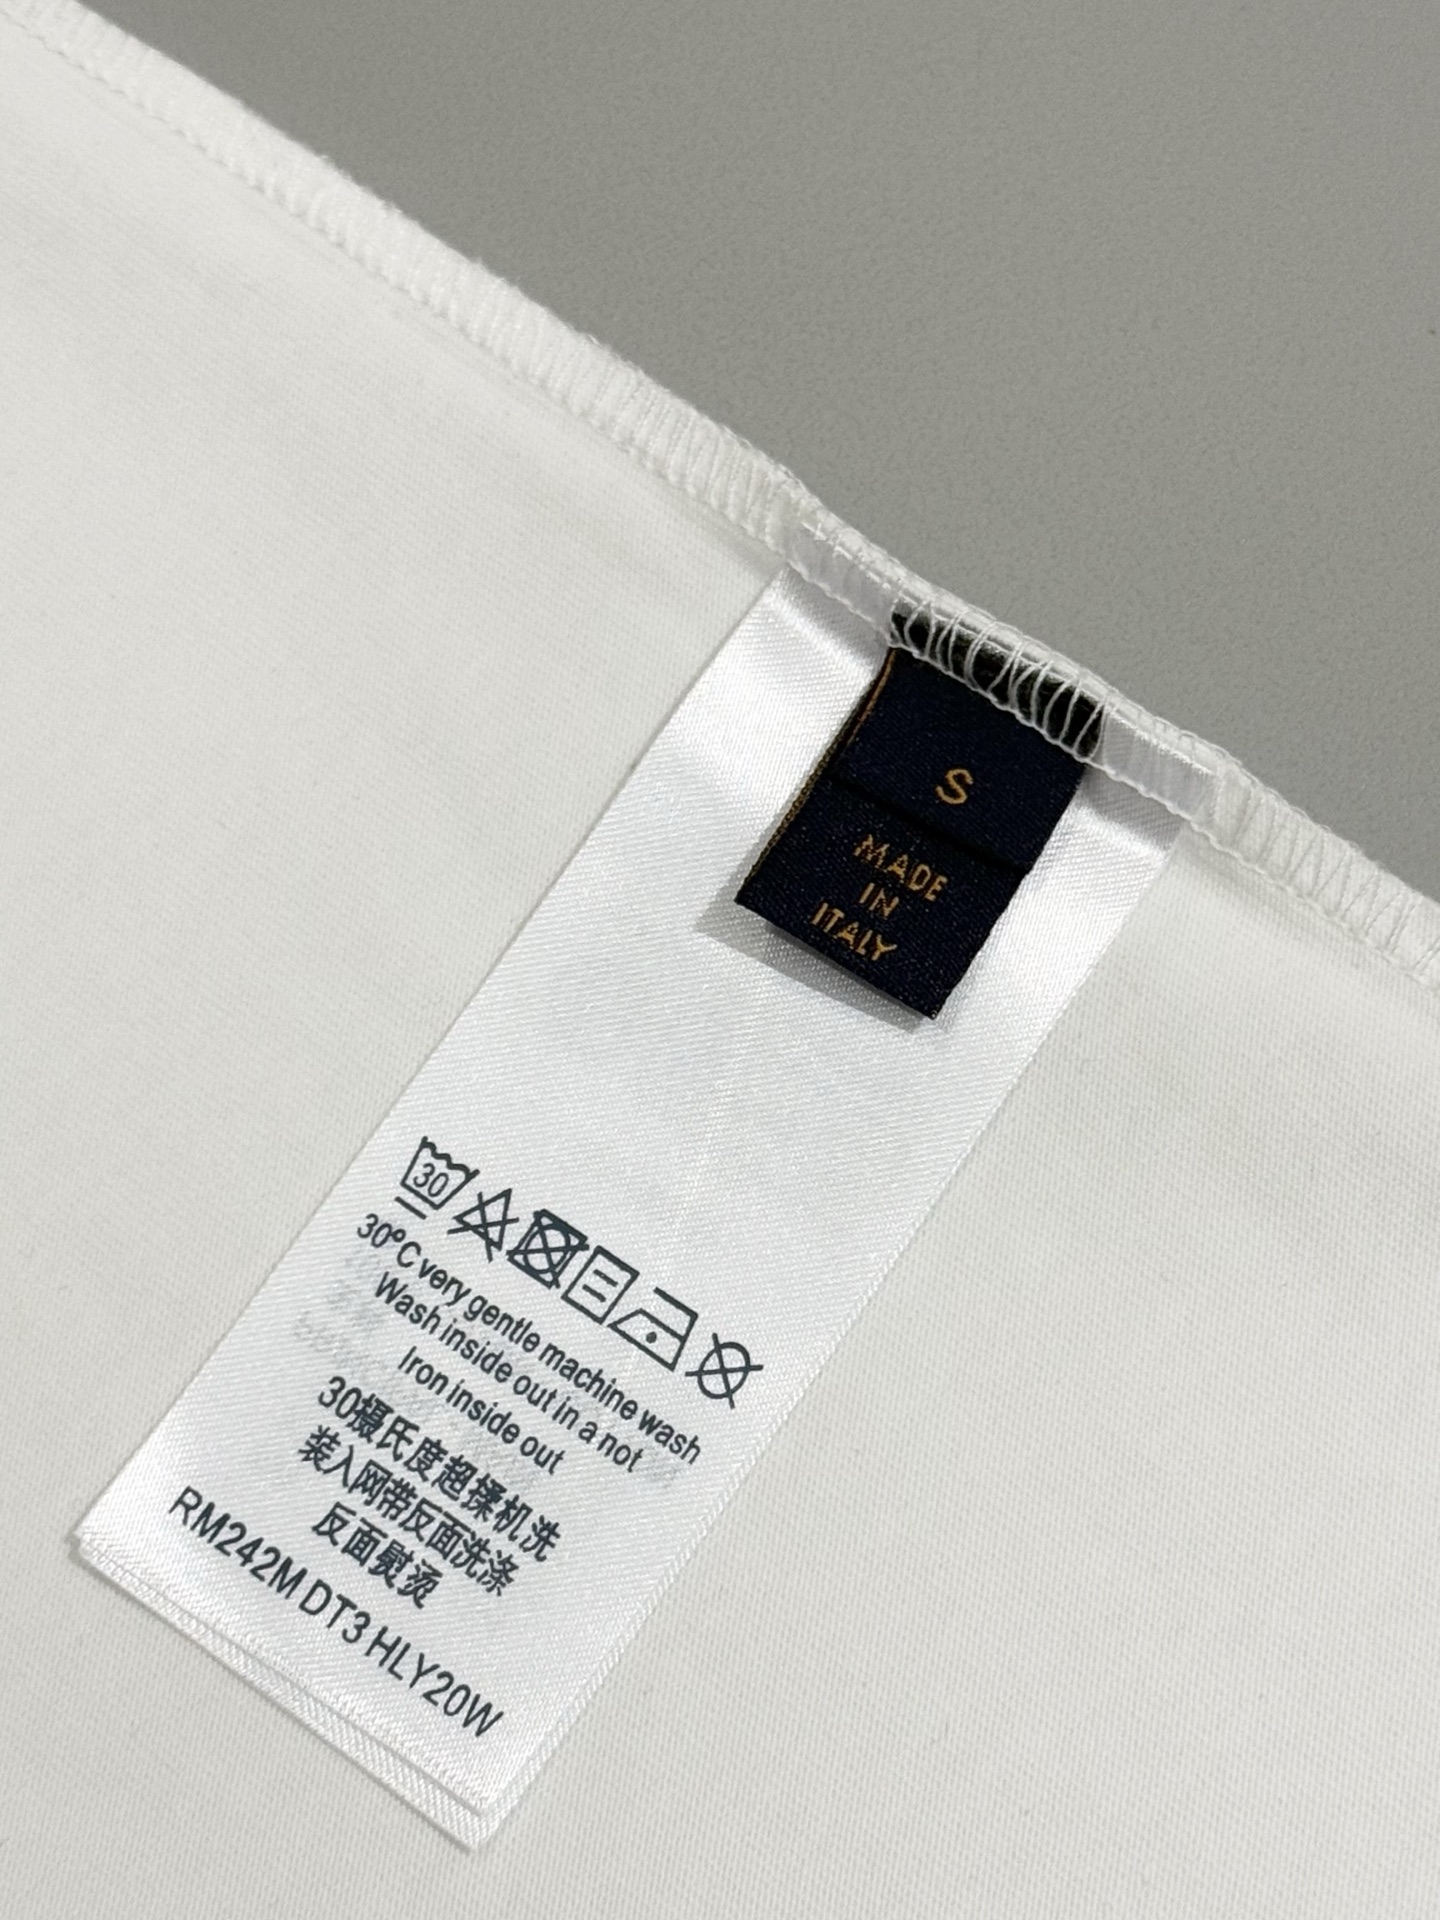 S
MADE
IN
ITALY
30
30°C very gentle machine wash
Wash inside out in a not
Iron inside out
30摄氏度超揉机洗
装入网带反面洗涤
反面熨烫
RM242M DT3 HLY20W